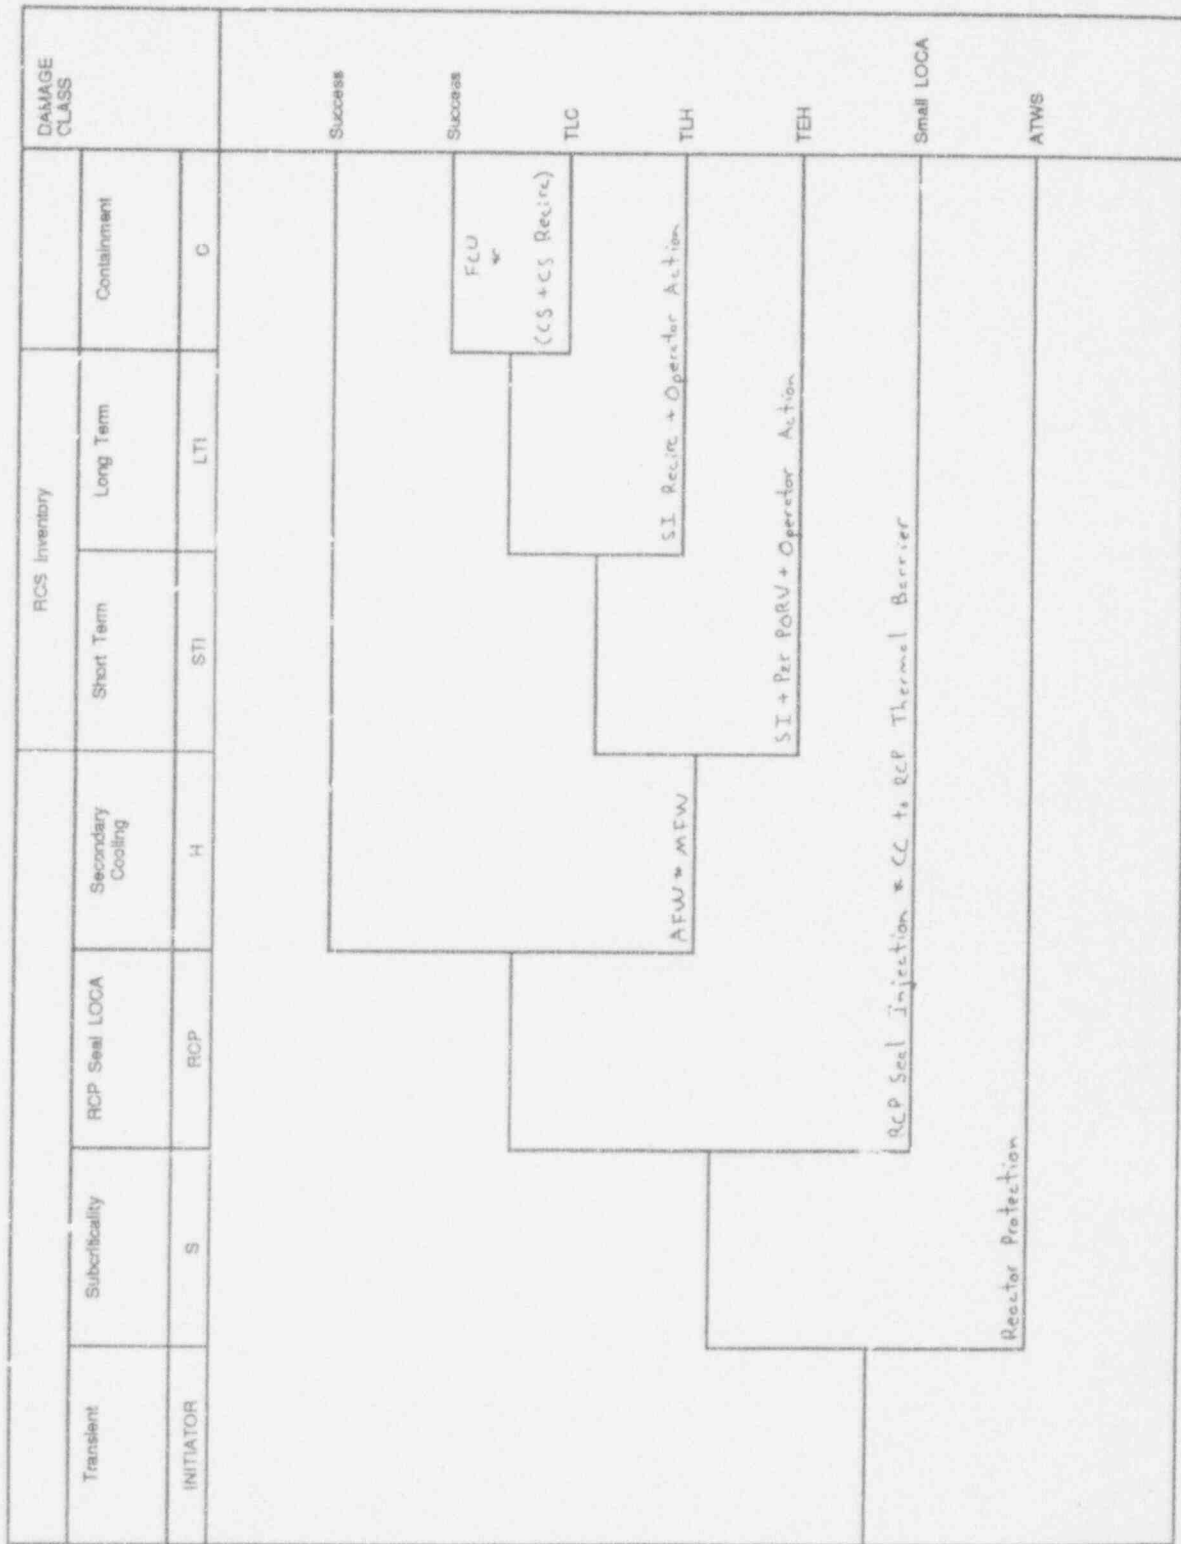 RCS Inventory
DAMAGE
CLASS
Transient
Subcriticality
RCP Seal LOCA
Secondary
Cooling
Short Term
Long Term
Containment
INITIATOR
S
RCP
H
STI
LTI
C
Success
FCU
Success
(CCS + CS Recirc)
TLC
SI Recirc + Operator Action
TLH
AFW * MFW
SI + Pzr PORV + Operator Action
TEH
RCP Seal Injection * CC to RCP Thermal Barrier
Small LOCA
Reactor Protection
ATWS